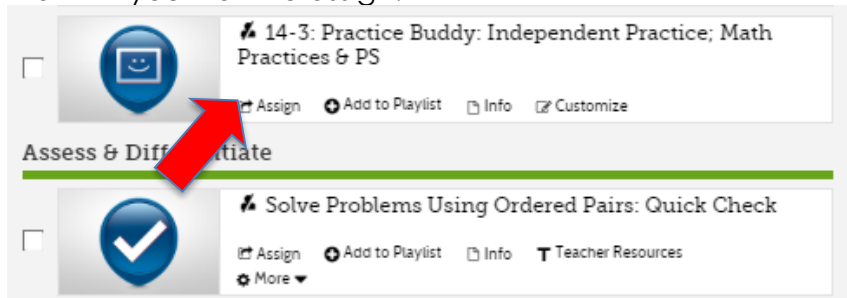 14-3: Practice Buddy: Independent Practice; Math
Practices & PS
Assign Add to Playlist Info Customize
Assess & Differentiate
Solve Problems Using Ordered Pairs: Quick Check
Assign Add to Playlist Info Teacher Resources
More